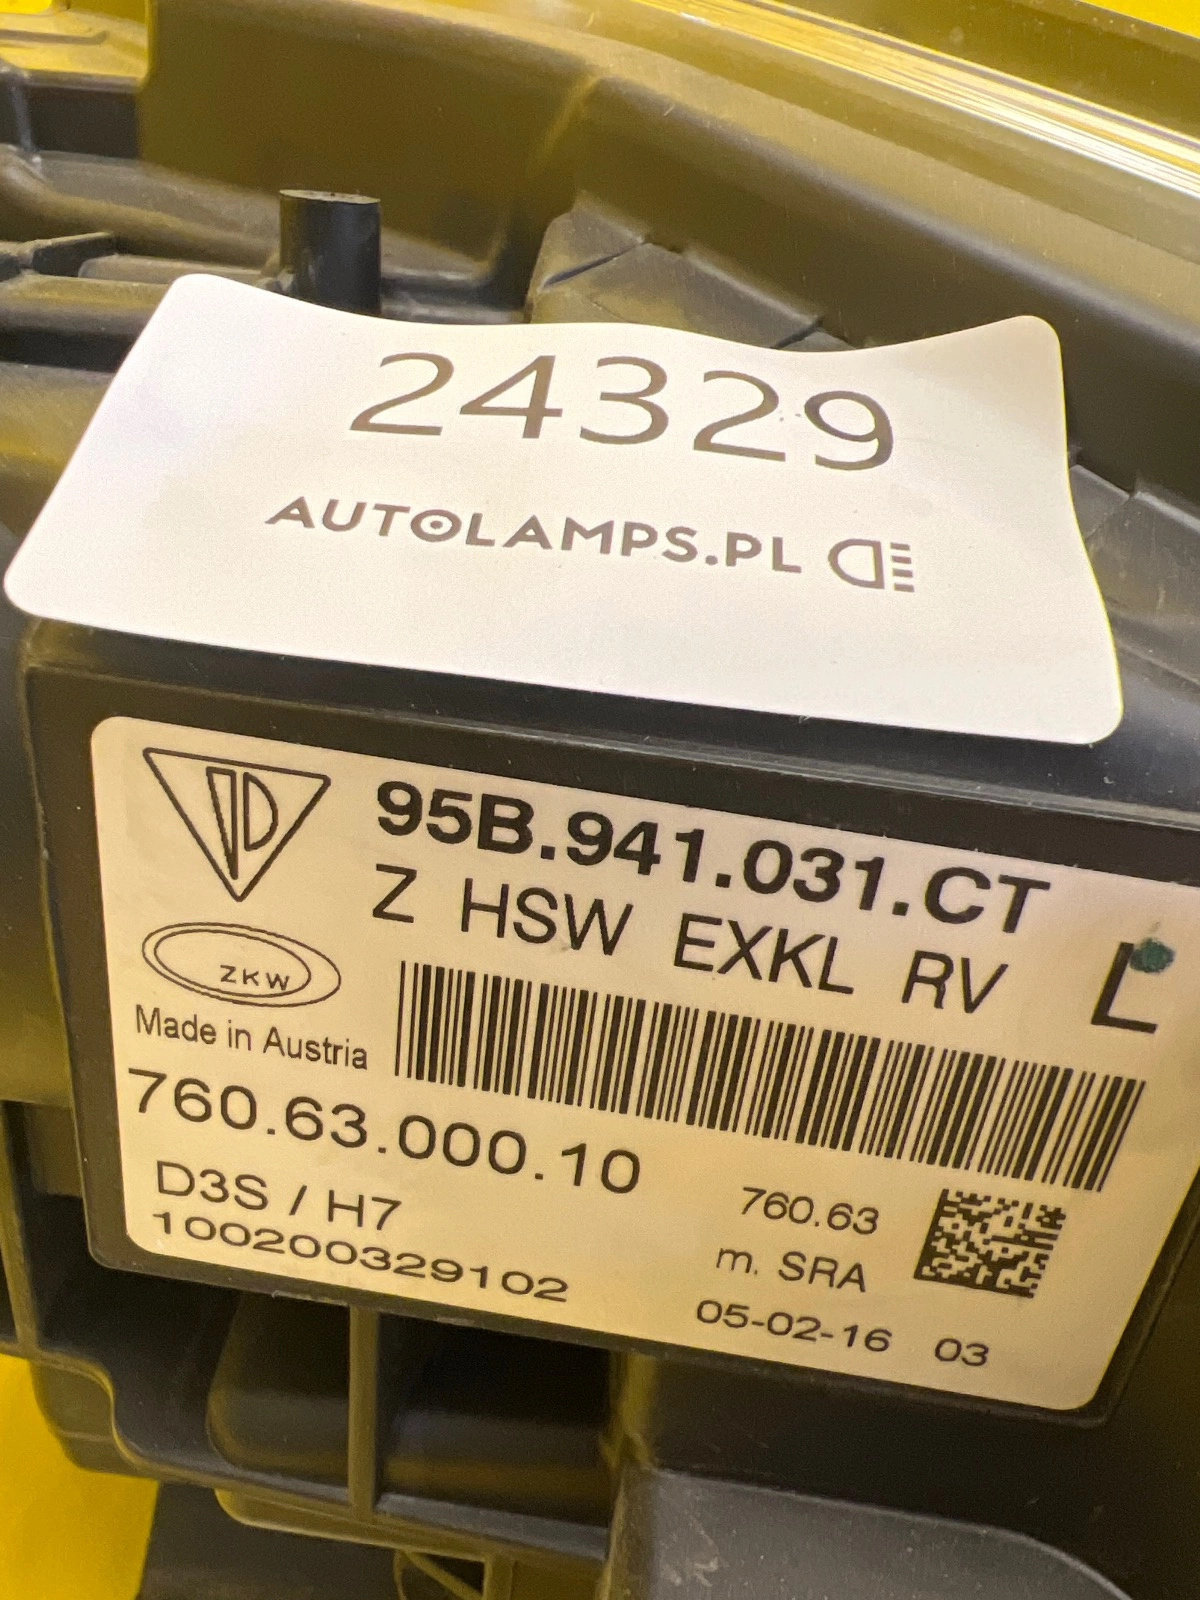 24329
AUTOLAMPS.PL
95B.941.031.CT
Z HSW EXKL RV L
ZKW
Made in Austria
760.63.000.10
D3S / H7
100200329102
760.63
m. SRA
05-02-16 03